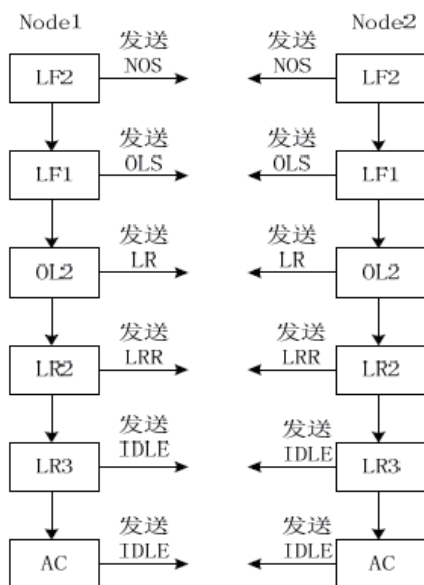 Node1 Node2
发送 发送
LF2 NOS NOS LF2
发送 发送
LF1 OLS OLS LF1
发送 发送
OL2 LR LR OL2
发送 发送
LR2 LRR LRR LR2
发送 发送
LR3 IDLE IDLE LR3
发送 发送
AC IDLE IDLE AC